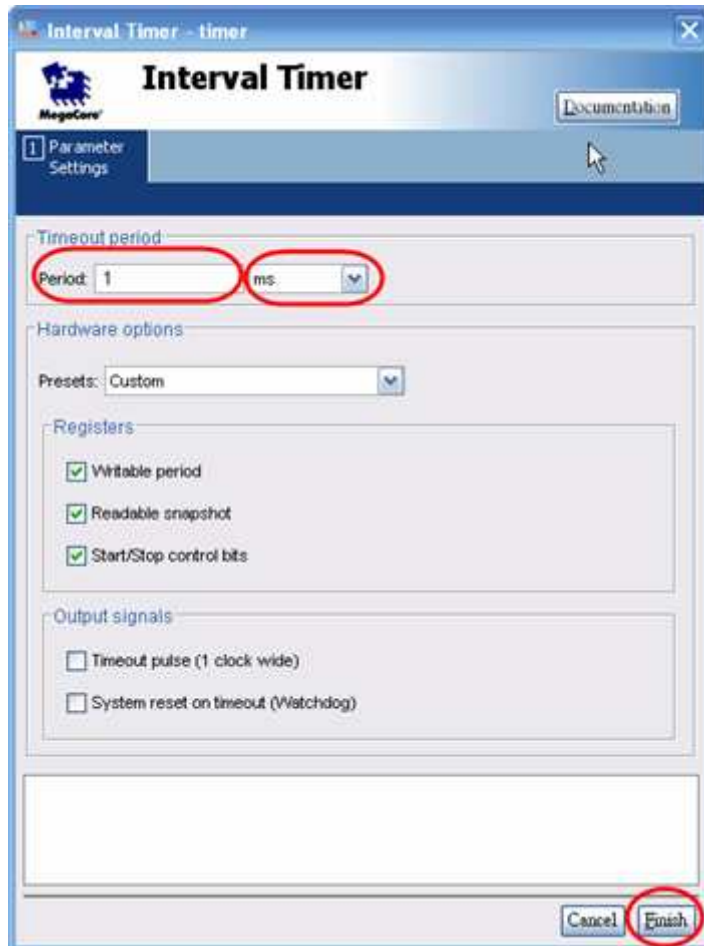 Interval Timer - timer
Interval Timer
MegaCore'
Documentation
1 Parameter
Settings
Timeout period
Period: 1 ms
Hardware options
Presets: Custom
Registers
Writable period
Readable snapshot
Start/Stop control bits
Output signals
Timeout pulse (1 clock wide)
System reset on timeout (Watchdog)
Cancel Finish